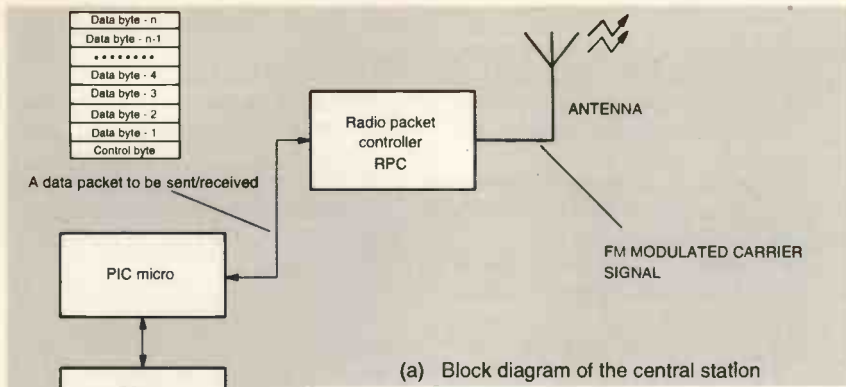 Data byte - n
Data byte - n-1
• • • • • • • •
Data byte - 4
Data byte - 3
Data byte - 2
Data byte - 1
Control byte
A data packet to be sent/received
Radio packet
controller
RPC
ANTENNA
FM MODULATED CARRIER
SIGNAL
PIC micro
(a) Block diagram of the central station